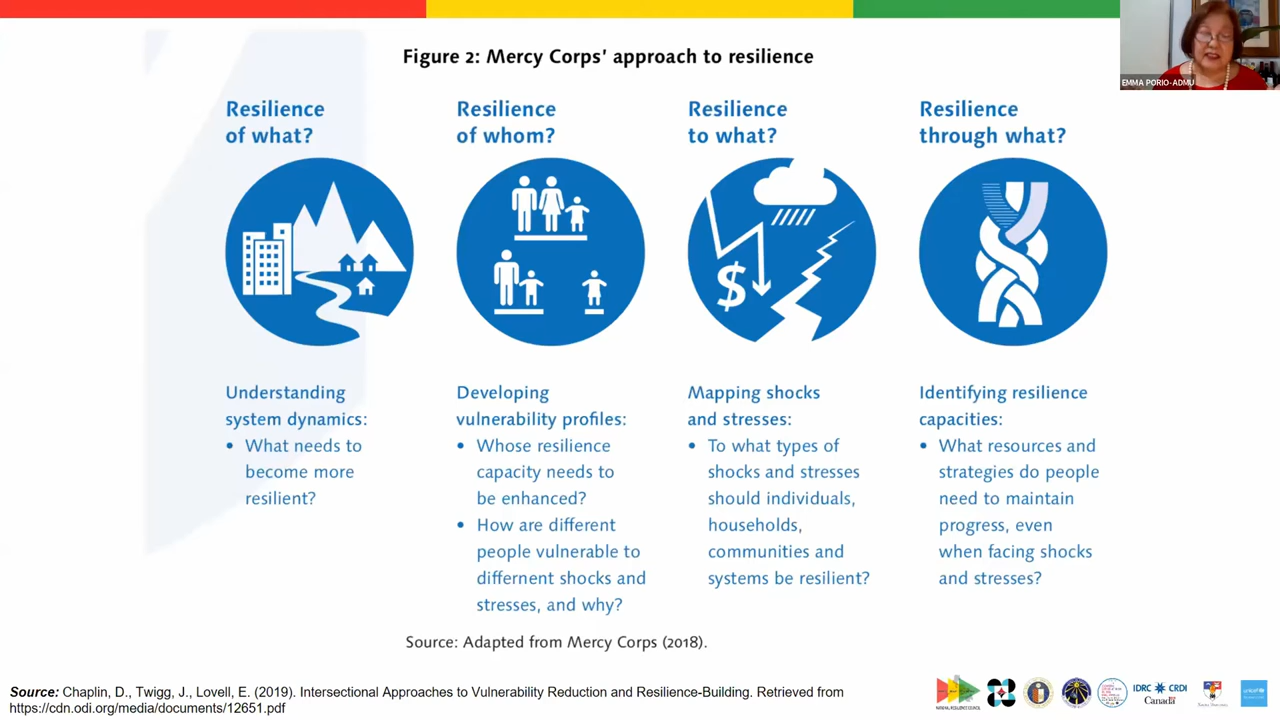 Figure 2: Mercy Corps' approach to resilience
EMMA PORIO-ADMU
Resilience
of what?
Resilience
of whom?
Resilience
to what?
Resilience
through what?
$
Understanding
system dynamics:
• What needs to
become more
resilient?
Developing
vulnerability profiles:
• Whose resilience
capacity needs to
be enhanced?
• How are different
people vulnerable to
differnent shocks and
stresses, and why?
Mapping shocks
and stresses:
• To what types of
shocks and stresses
should individuals,
households,
communities and
systems be resilient?
Identifying resilience
capacities:
• What resources and
strategies do people
need to maintain
progress, even
when facing shocks
and stresses?
Source: Adapted from Mercy Corps (2018).
Source: Chaplin, D., Twigg, J., Lovell, E. (2019). Intersectional Approaches to Vulnerability Reduction and Resilience-Building. Retrieved from
https://cdn.odi.org/media/documents/12651.pdf
IDRC CRDI
Canada
unicef